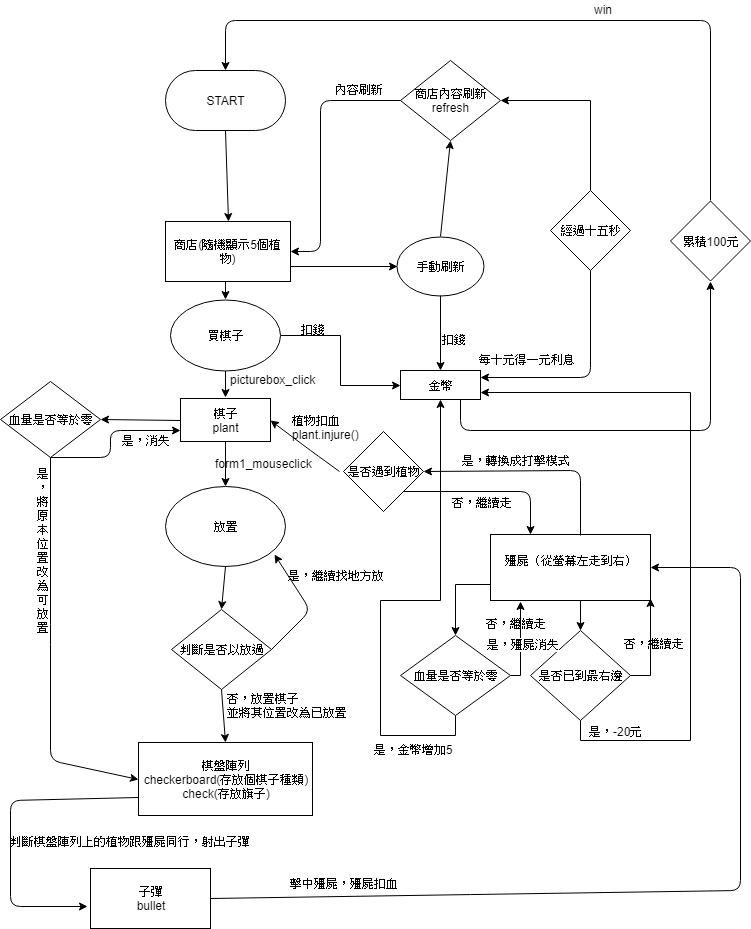 win
START
內容刷新
商店內容刷新
refresh
商店(隨機顯示5個植
物)
手動刷新
經過十五秒
累積100元
買棋子
扣錢
扣錢
每十元得一元利息
picturebox_click
金幣
血量是否等於零
棋子
plant
植物扣血
plant.injure()
是，消失
form1_mouseclick
是否遇到植物
是，轉換成打擊模式
否，繼續走
是，將原本位置改為可放置
放置
殭屍（從螢幕左走到右）
是，繼續找地方放
否，繼續走
是，殭屍消失
否，繼續走
判斷是否以放過
血量是否等於零
是否已到最右邊
否，放置棋子
並將其位置改為已放置
是，-20元
是，金幣增加5
棋盤陣列
checkerboard(存放個棋子種類)
check(存放旗子)
判斷棋盤陣列上的植物跟殭屍同行，射出子彈
子彈
bullet
擊中殭屍，殭屍扣血